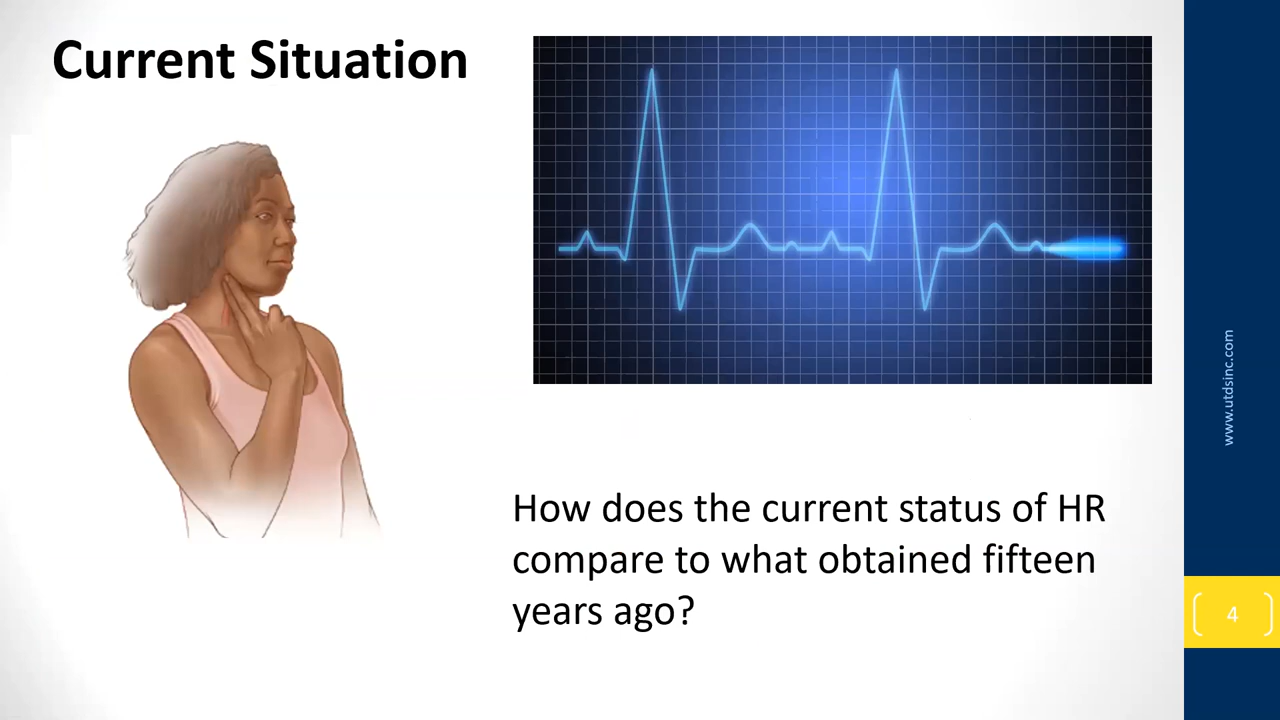 Current Situation
How does the current status of HR
compare to what obtained fifteen
years ago?
www.utdsinc.com
4